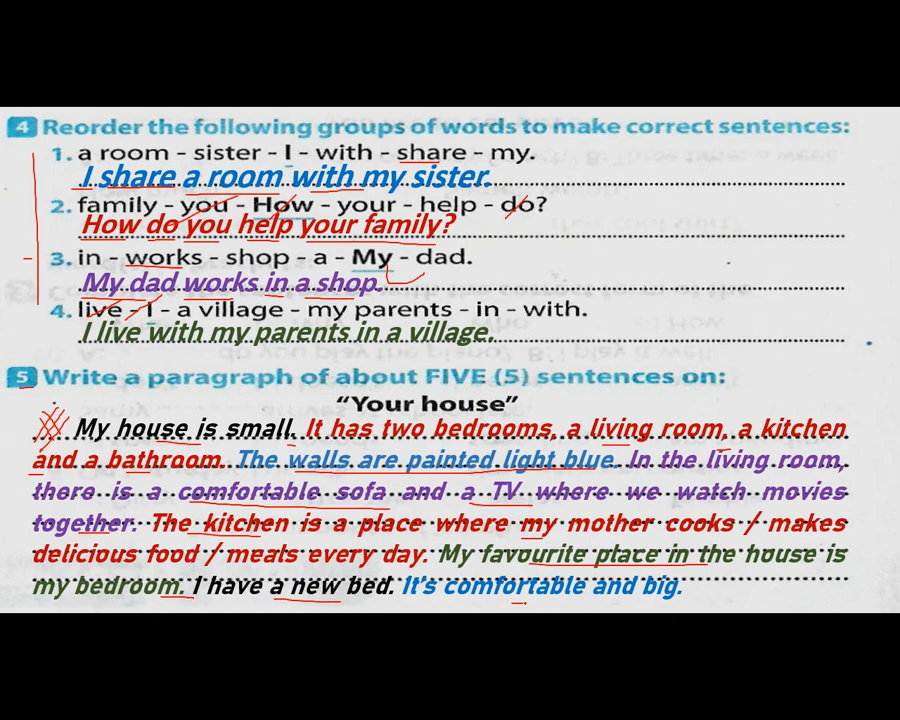 4 Reorder the following groups of words to make correct sentences:
1. a room - sister - I - with - share - my.
I share a room with my sister.
2. family - you - How - your - help - do?
How do you help your family?
3. in - works - shop - a - My - dad.
My dad works in a shop.
4. live - I - a village - my parents - in - with.
I live with my parents in a village.
5 Write a paragraph of about FIVE (5) sentences on:
“Your house”
My house is small. It has two bedrooms, a living room, a kitchen
and a bathroom. The walls are painted light blue. In the living room,
there is a comfortable sofa and a TV where we watch movies
together. The kitchen is a place where my mother cooks / makes
delicious food / meals every day. My favourite place in the house is
my bedroom. I have a new bed. It's comfortable and big.